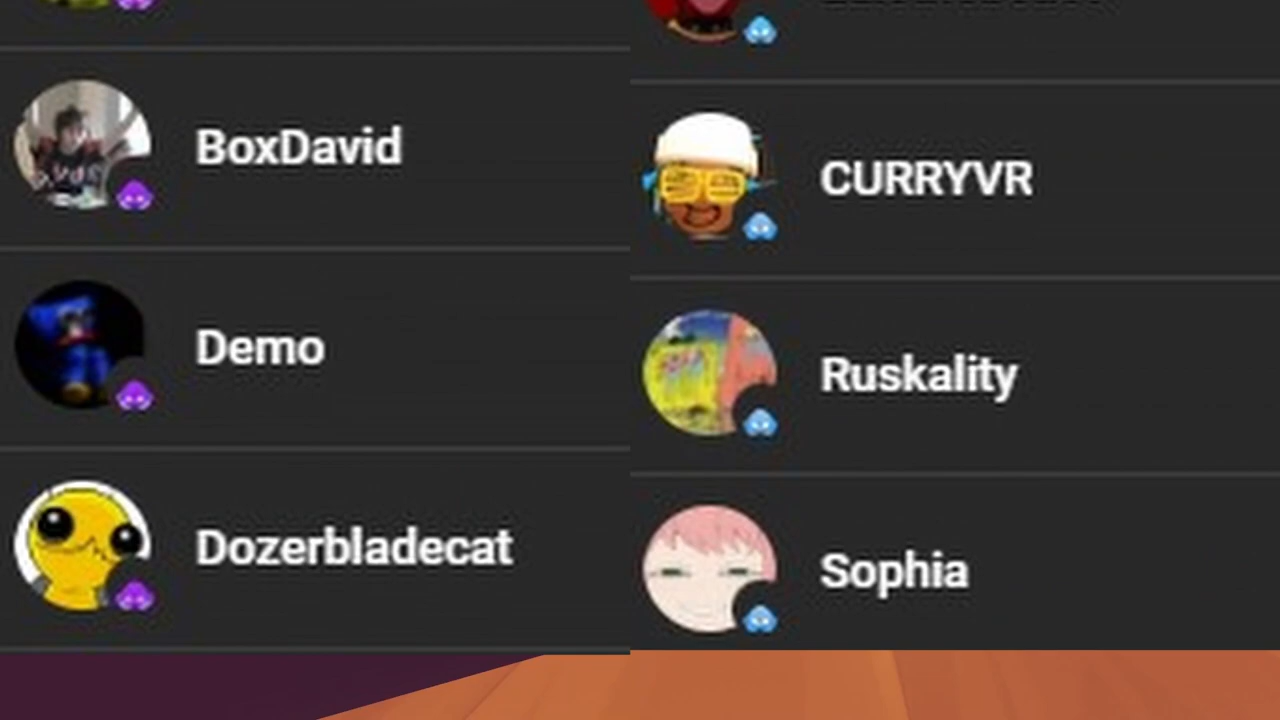 BoxDavid
Demo
Dozerbladecat
CURRYVR
Ruskality
Sophia